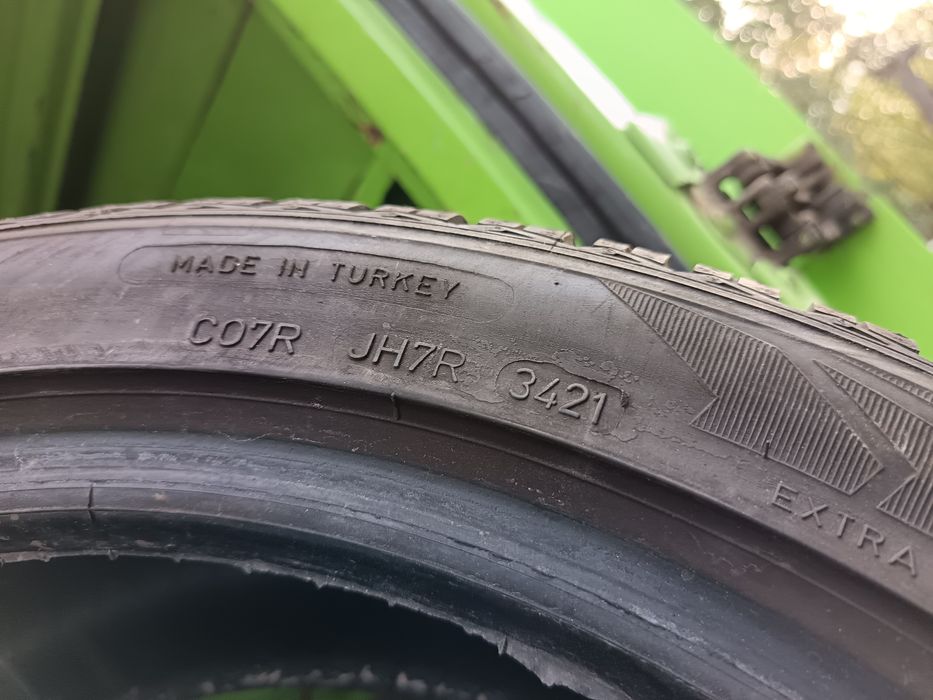 MADE IN TURKEY
C07R JH7R 3421
EXTRA